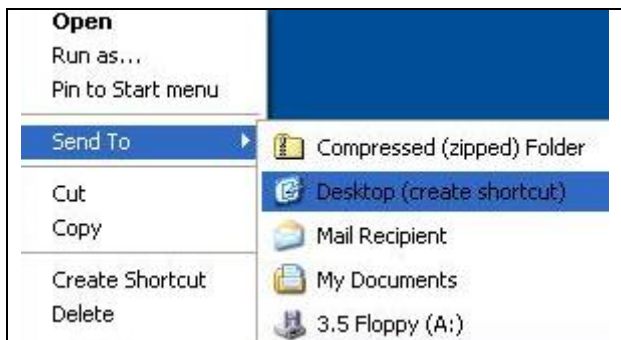 Open
Run as...
Pin to Start menu
Send To
Cut
Copy
Create Shortcut
Delete
Compressed (zipped) Folder
Desktop (create shortcut)
Mail Recipient
My Documents
3.5 Floppy (A:)